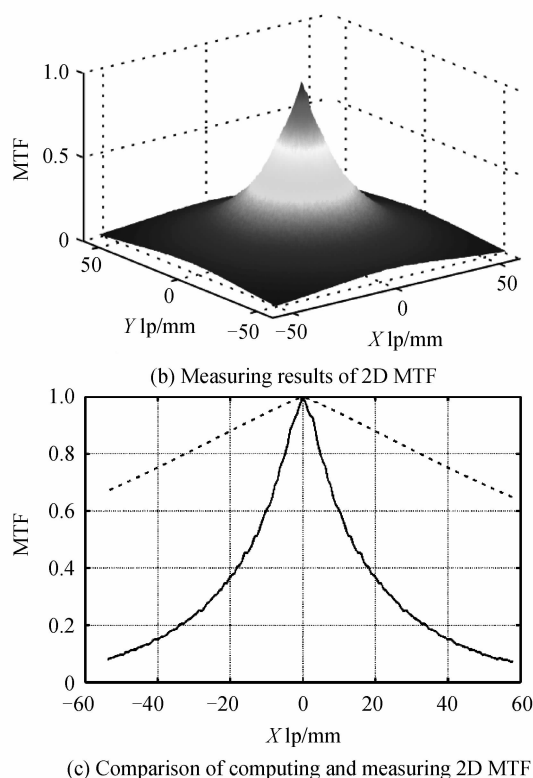 1.0
0.5
0
MTF
50
0
−50
Y lp/mm
−50
0
50
X lp/mm
(b) Measuring results of 2D MTF
1.0
0.8
0.6
0.4
0.2
0
MTF
−60 −40 −20 0 20 40 60
X lp/mm
(c) Comparison of computing and measuring 2D MTF